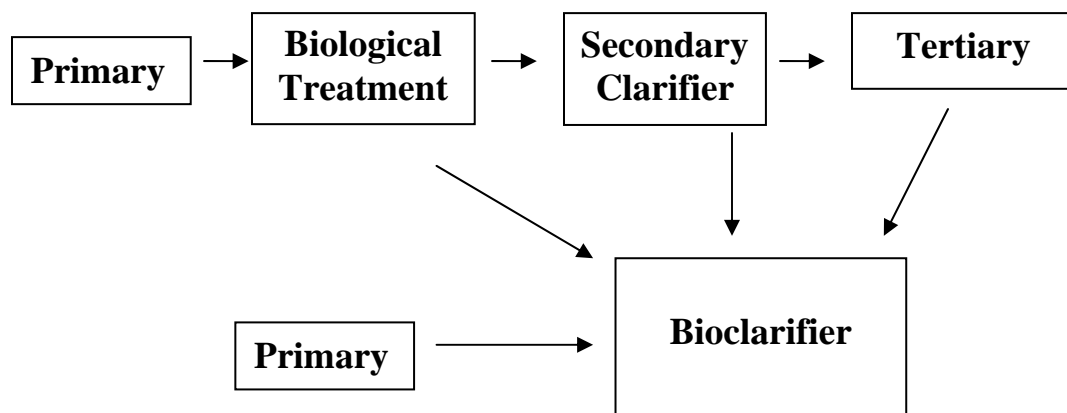 Primary
Biological
Treatment
Secondary
Clarifier
Tertiary
Primary
Bioclarifier